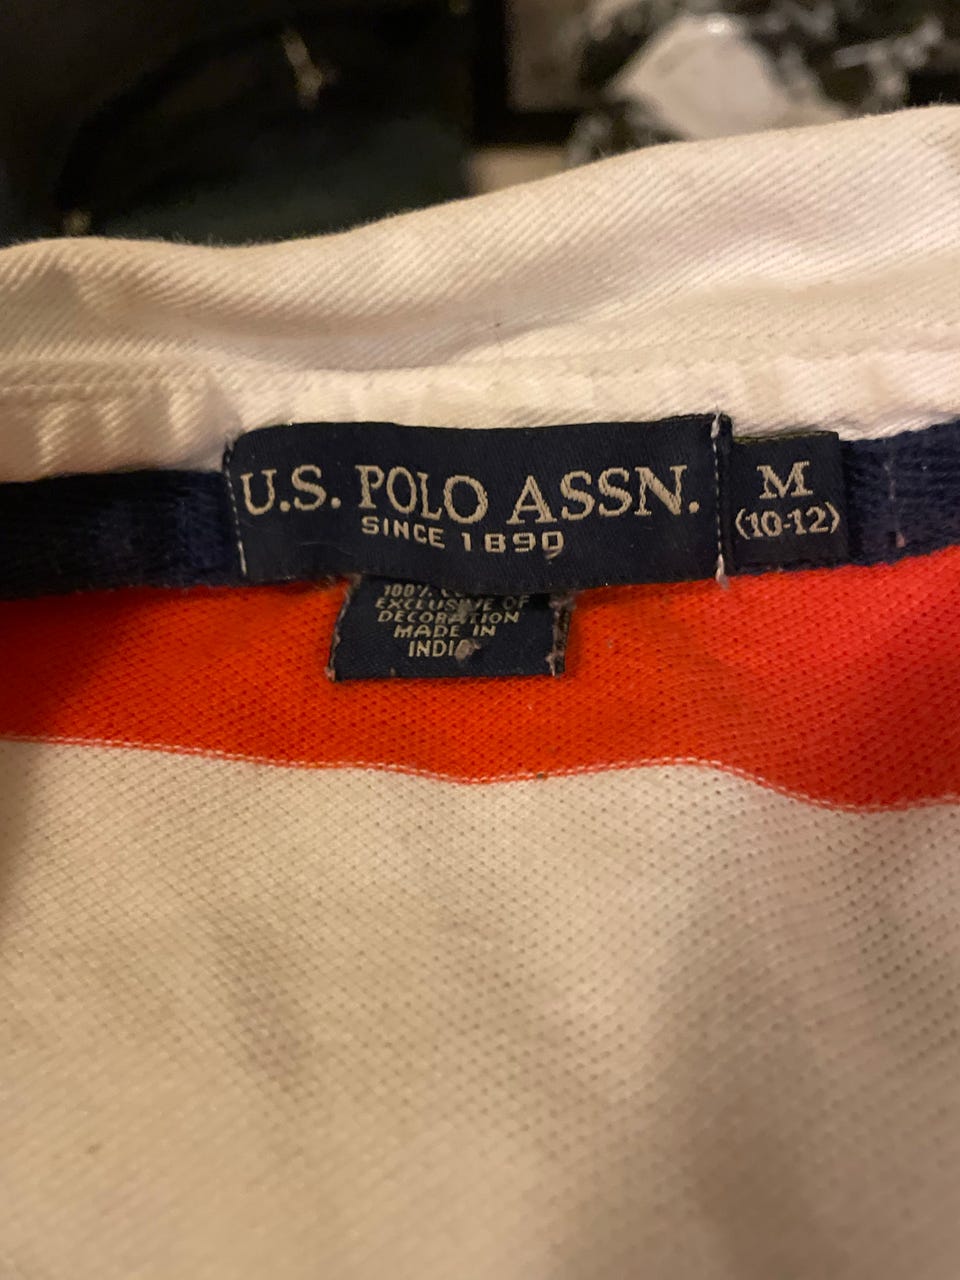 U.S. POLO ASSN.
SINCE 1890
M
(10-12)
100%
EXCLUSIVE OF
DECORATION
MADE IN
INDIA